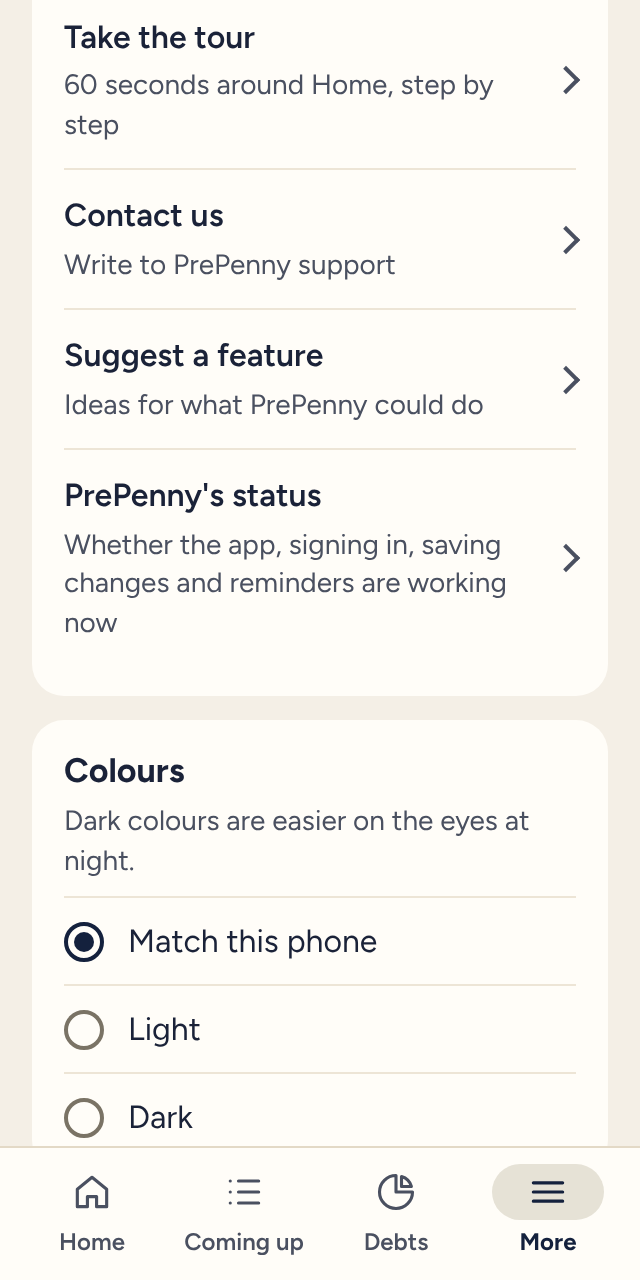 Take the tour
60 seconds around Home, step by
step
Contact us
Write to PrePenny support
Suggest a feature
Ideas for what PrePenny could do
PrePenny's status
Whether the app, signing in, saving
changes and reminders are working
now
Colours
Dark colours are easier on the eyes at
night.
Match this phone
Light
Dark
Home
Coming up
Debts
More